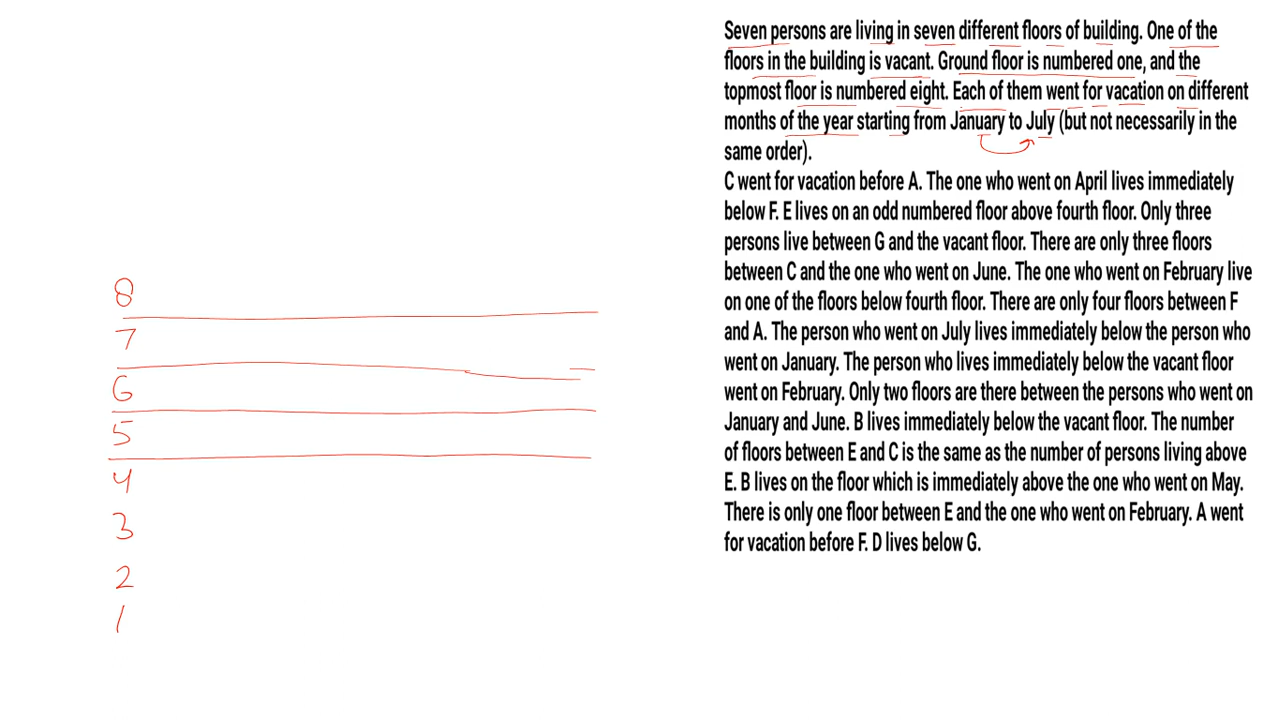 Seven persons are living in seven different floors of building. One of the
floors in the building is vacant. Ground floor is numbered one, and the
topmost floor is numbered eight. Each of them went for vacation on different
months of the year starting from January to July (but not necessarily in the
same order).
C went for vacation before A. The one who went on April lives immediately
below F. E lives on an odd numbered floor above fourth floor. Only three
persons live between G and the vacant floor. There are only three floors
between C and the one who went on June. The one who went on February live
on one of the floors below fourth floor. There are only four floors between F
and A. The person who went on July lives immediately below the person who
went on January. The person who lives immediately below the vacant floor
went on February. Only two floors are there between the persons who went on
January and June. B lives immediately below the vacant floor. The number
of floors between E and C is the same as the number of persons living above
E. B lives on the floor which is immediately above the one who went on May.
There is only one floor between E and the one who went on February. A went
for vacation before F. D lives below G.
8
7
6
5
4
3
2
1